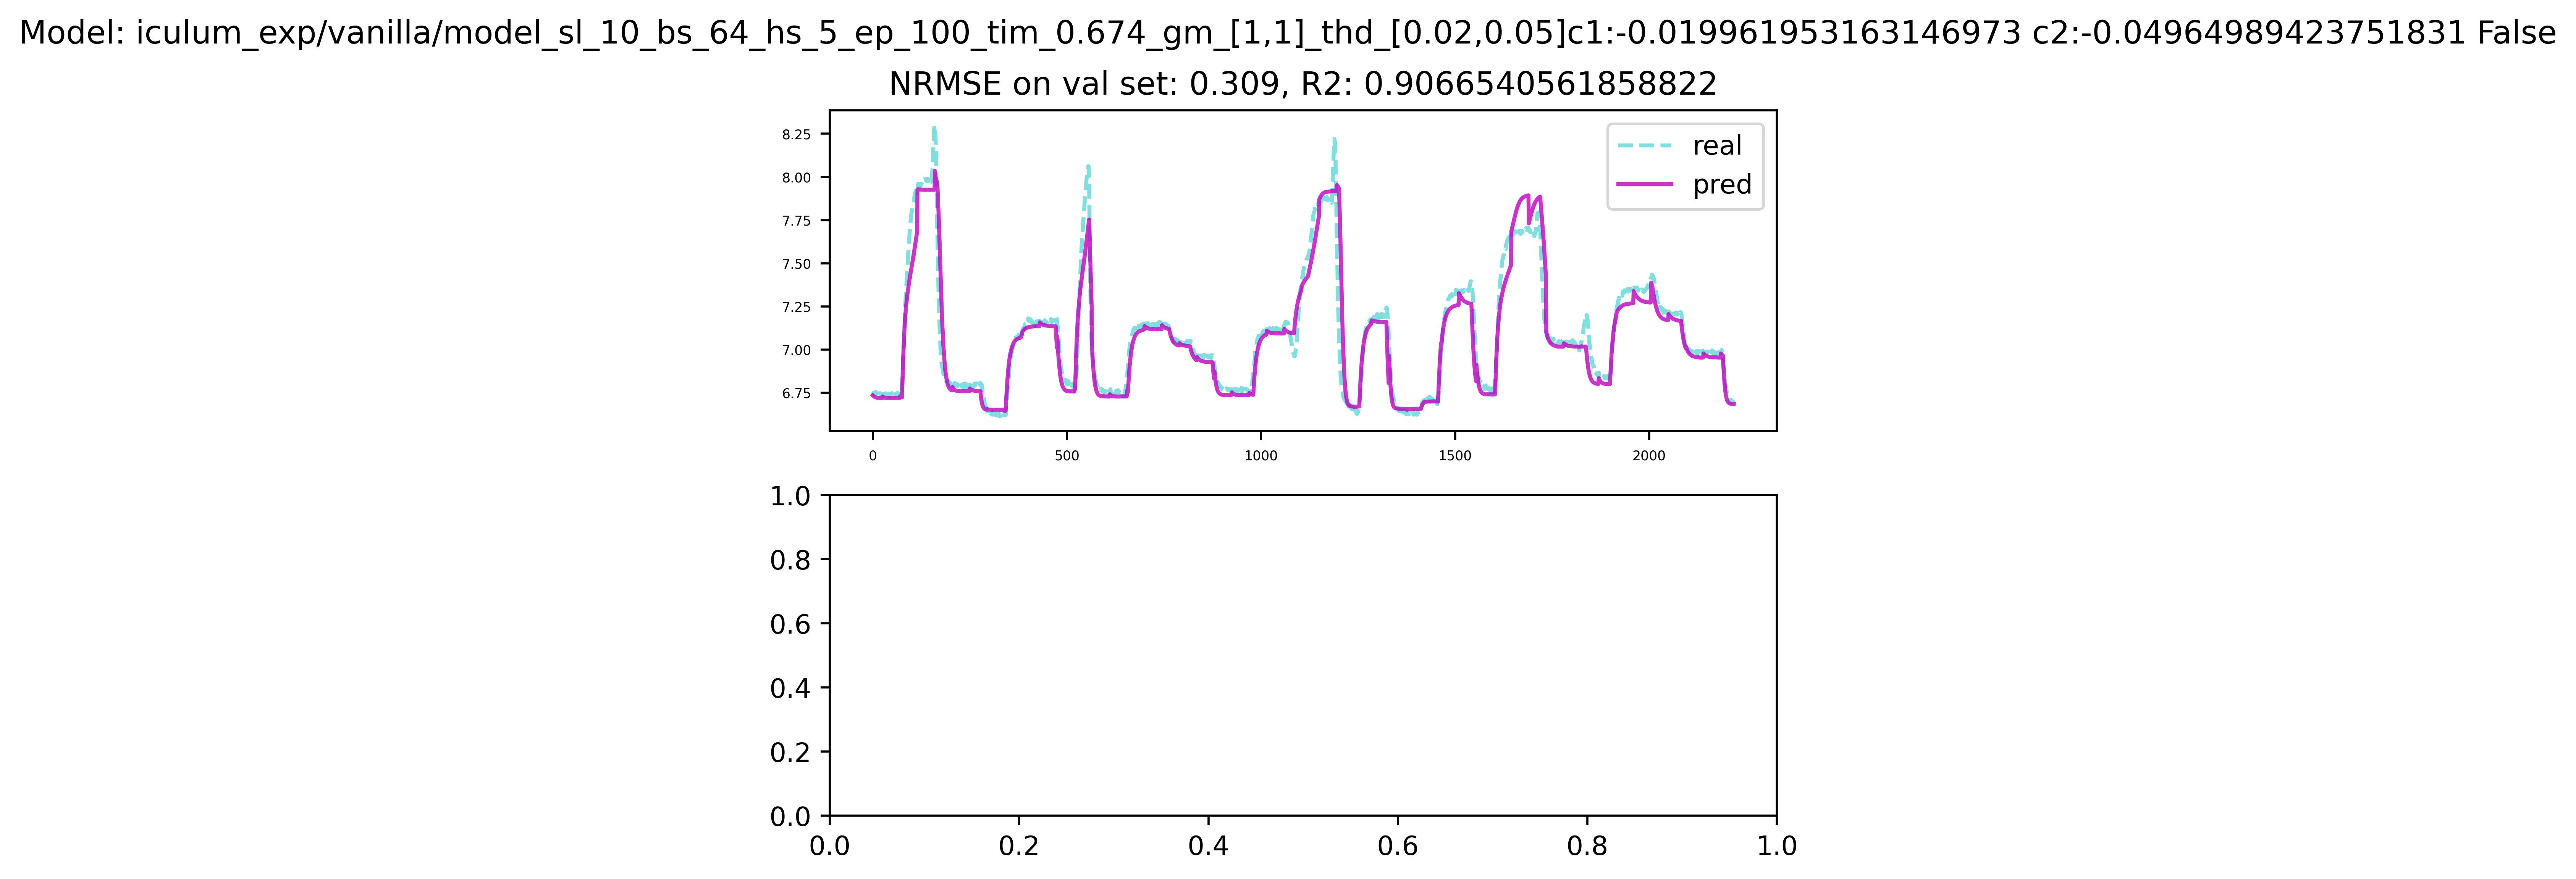 Model: iculum_exp/vanilla/model_sl_10_bs_64_hs_5_ep_100_tim_0.674_gm_[1,1]_thd_[0.02,0.05]c1:-0.019961953163146973 c2:-0.04964989423751831 False
NRMSE on val set: 0.309, R2: 0.9066540561858822
8.25
8.00
7.75
7.50
7.25
7.00
6.75
real
pred
0 500 1000 1500 2000
1.0
0.8
0.6
0.4
0.2
0.0
0.0 0.2 0.4 0.6 0.8 1.0